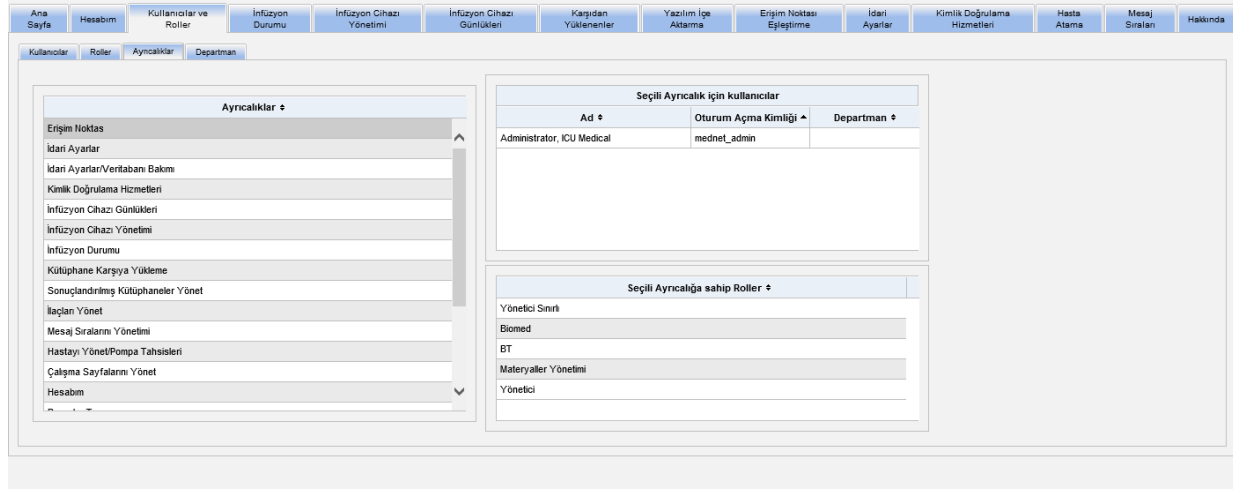 Ana Sayfa
Hesabım
Kullanıcılar ve Roller
İnfüzyon Durumu
İnfüzyon Cihazı Yönetimi
İnfüzyon Cihazı Günlükleri
Karşıdan Yüklenenler
Yazılım İçe Aktarma
Erişim Noktası Eşleştirme
İdari Ayarlar
Kimlik Doğrulama Hizmetleri
Hasta Atama
Mesaj Sıraları
Hakkında
Kullanıcılar
Roller
Ayrıcalıklar
Departman
Ayrıcalıklar
Erişim Noktas
İdari Ayarlar
İdari Ayarlar/Veritabanı Bakımı
Kimlik Doğrulama Hizmetleri
İnfüzyon Cihazı Günlükleri
İnfüzyon Cihazı Yönetimi
İnfüzyon Durumu
Kütüphane Karşıya Yükleme
Sonuçlandırılmış Kütüphaneler Yönet
İlaçları Yönet
Mesaj Sıralarını Yönetimi
Hastayı Yönet/Pompa Tahsisleri
Çalışma Sayfalarını Yönet
Hesabım
Seçili Ayrıcalık için kullanıcılar
Ad
Oturum Açma Kimliği
Departman
Administrator, ICU Medical
mednet_admin
Seçili Ayrıcalığa sahip Roller
Yönetici Sınırlı
Biomed
BT
Materyaller Yönetimi
Yönetici